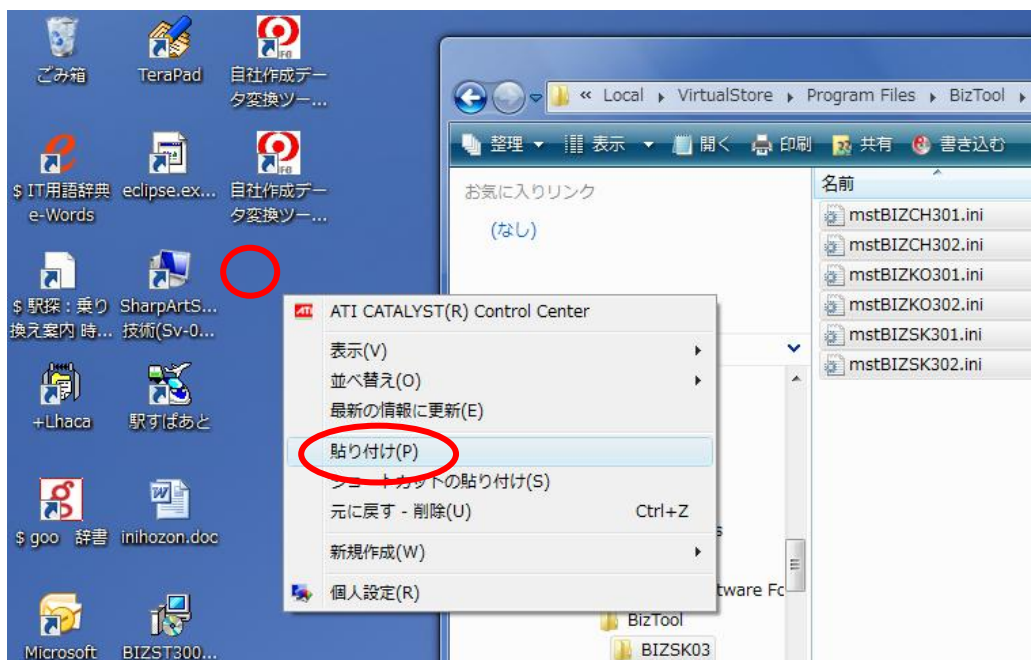 ごみ箱
TeraPad
自社作成デー
タ変換ツー...
$ IT用語辞典
e-Words
eclipse.ex...
自社作成デー
タ変換ツー...
$ 駅探：乗り
換え案内 時...
SharpArtS...
技術(Sv-0...
+Lhaca
駅すぱあと
$ goo 辞書
inihozon.doc
Microsoft
BIZST300...
« Local ▸ VirtualStore ▸ Program Files ▸ BizTool ▸
整理 表示 開く 印刷 共有 書き込む
お気に入りリンク
(なし)
名前
mstBIZCH301.ini
mstBIZCH302.ini
mstBIZKO301.ini
mstBIZKO302.ini
mstBIZSK301.ini
mstBIZSK302.ini
ATI CATALYST(R) Control Center
表示(V)
並べ替え(O)
最新の情報に更新(E)
貼り付け(P)
ショートカットの貼り付け(S)
元に戻す - 削除(U) Ctrl+Z
新規作成(W)
個人設定(R)
tware Fc
BizTool
BIZSK03